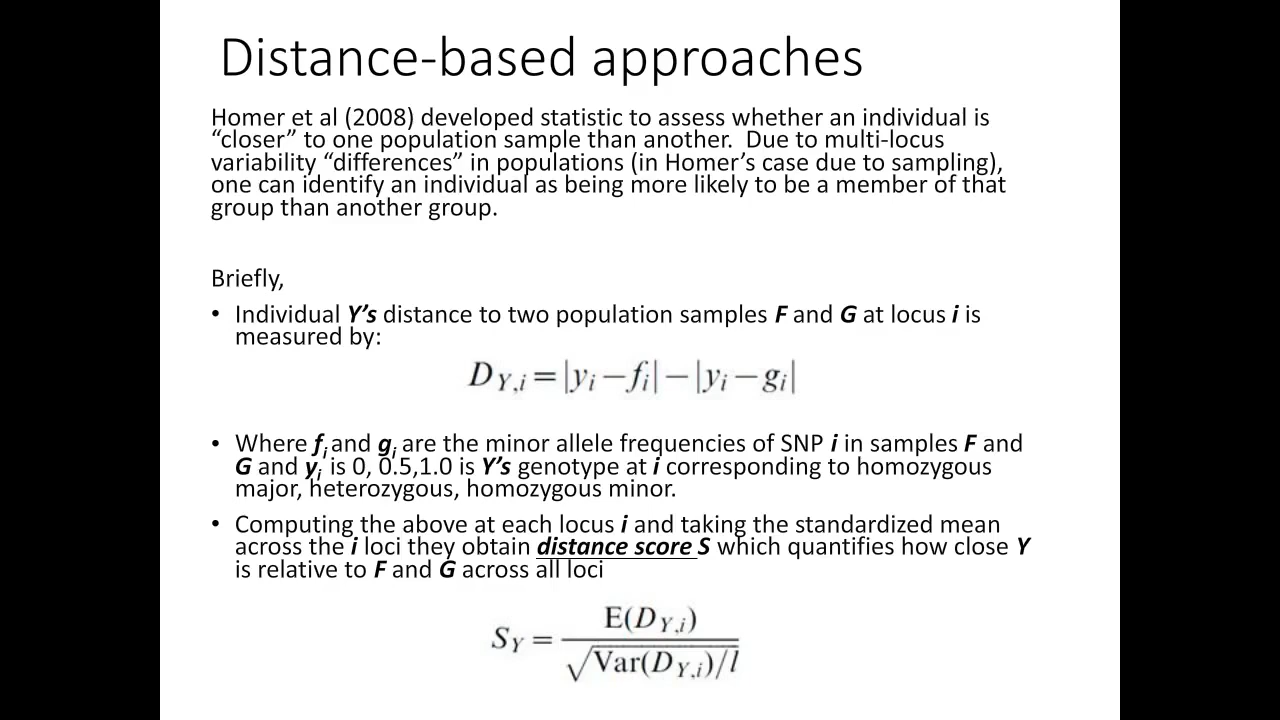 Distance-based approaches
Homer et al (2008) developed statistic to assess whether an individual is
“closer” to one population sample than another.  Due to multi-locus
variability “differences” in populations (in Homer’s case due to sampling),
one can identify an individual as being more likely to be a member of that
group than another group.
Briefly,
• Individual Y’s distance to two population samples F and G at locus i is
measured by:
D_{Y,i} = |y_i − f_i| − |y_i − g_i|
• Where f_i and g_i are the minor allele frequencies of SNP i in samples F and
G and y_i is 0, 0.5,1.0 is Y’s genotype at i corresponding to homozygous
major, heterozygous, homozygous minor.
• Computing the above at each locus i and taking the standardized mean
across the i loci they obtain distance score S which quantifies how close Y
is relative to F and G across all loci
S_Y = E(D_{Y,i}) / √(Var(D_{Y,i})/l)